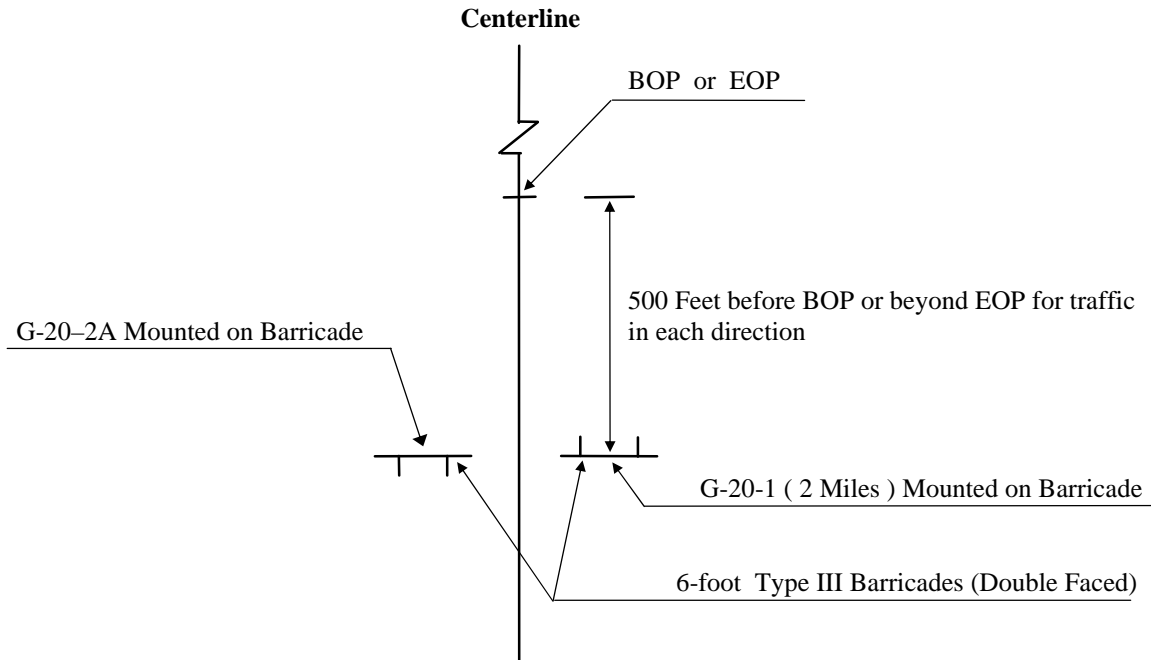 Centerline
BOP or EOP
500 Feet before BOP or beyond EOP for traffic
in each direction
G-20–2A Mounted on Barricade
G-20-1 ( 2 Miles ) Mounted on Barricade
6-foot Type III Barricades (Double Faced)